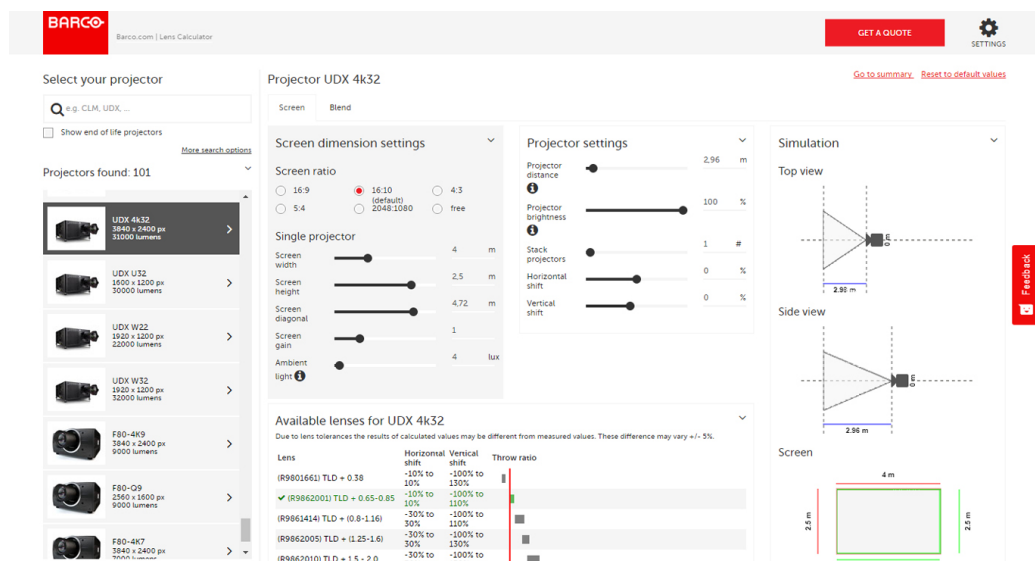 BARCO
Barco.com | Lens Calculator
GET A QUOTE
SETTINGS
Select your projector
e.g. CLM, UDX, ...
Show end of life projectors
More search options
Projectors found: 101
UDX 4k32
3840 x 2400 px
31000 lumens
UDX U32
1600 x 1200 px
30000 lumens
UDX W22
1920 x 1200 px
22000 lumens
UDX W32
1920 x 1200 px
32000 lumens
F80-4K9
3840 x 2400 px
9000 lumens
F80-Q9
2560 x 1600 px
9000 lumens
F80-4K7
3840 x 2400 px
7000 lumens
Projector UDX 4k32
Go to summary Reset to default values
Screen Blend
Screen dimension settings
Screen ratio
16:9 16:10 4:3
(default)
5:4 2048:1080 free
Single projector
Screen width 4 m
Screen height 2,5 m
Screen diagonal 4,72 m
Screen gain 1
Ambient light 4 lux
Projector settings
Projector distance 2,96 m
Projector brightness 100 %
Stack projectors 1 #
Horizontal shift 0 %
Vertical shift 0 %
Available lenses for UDX 4k32
Due to lens tolerances the results of calculated values may be different from measured values. These difference may vary +/- 5%.
Lens Horizonsal shift Verical shift Throw ratio
(R9801661) TLD + 0.38 -10% to 10% -100% to 130%
(R9862001) TLD + 0.65-0.85 -10% to 10% -100% to 110%
(R9861414) TLD + (0.8-1.16) -30% to 30% -100% to 110%
(R9862005) TLD + (1.25-1.6) -30% to 30% -100% to 130%
(R9862010) TLD + 1.5 - 2.0 -30% to -100% to
Simulation
Top view
0 m
2.98 m
Side view
0 m
2.96 m
Screen
4 m
2.5 m
2.5 m
Feedback